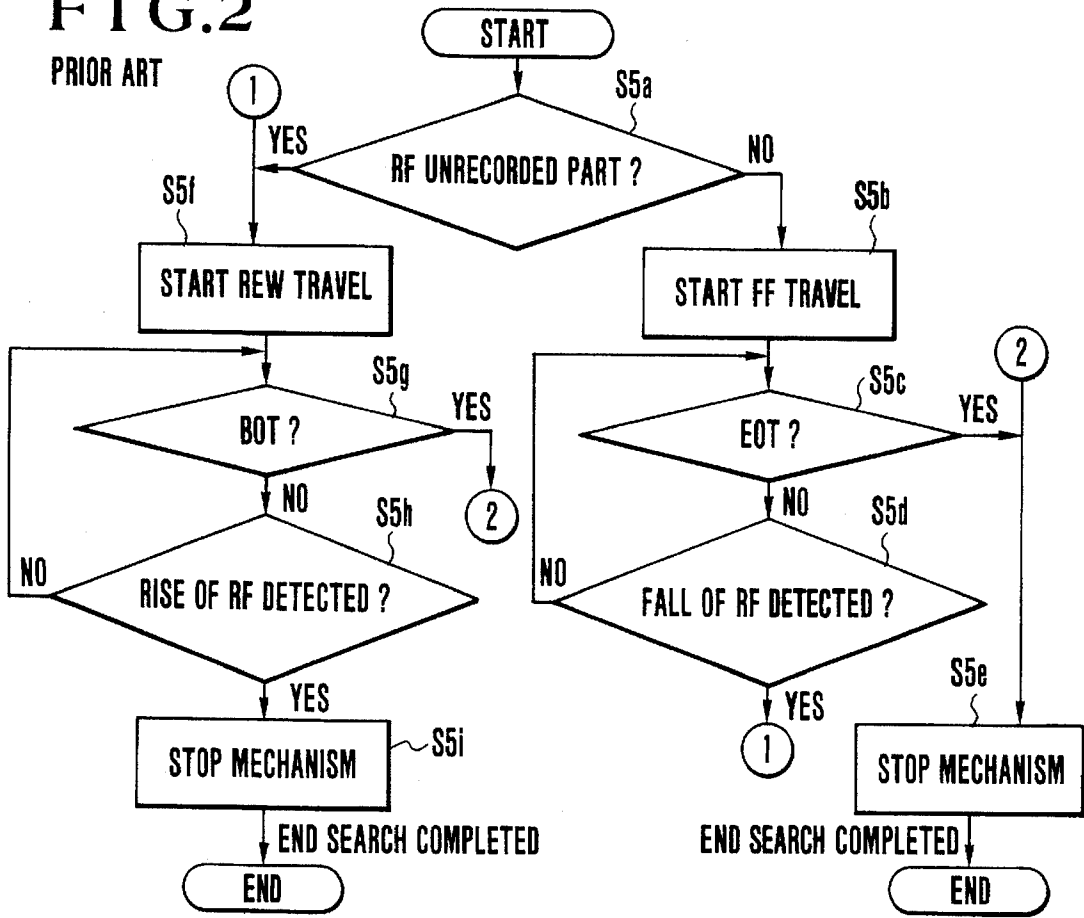 FIG.2
PRIOR ART
START
1
S5a
YES
RF UNRECORDED PART ?
NO
S5f
S5b
START REW TRAVEL
START FF TRAVEL
2
S5g
S5c
BOT ?
YES
EOT ?
YES
NO
2
NO
S5h
S5d
NO
RISE OF RF DETECTED ?
NO
FALL OF RF DETECTED ?
YES
YES
S5e
STOP MECHANISM
S5i
1
STOP MECHANISM
END SEARCH COMPLETED
END SEARCH COMPLETED
END
END